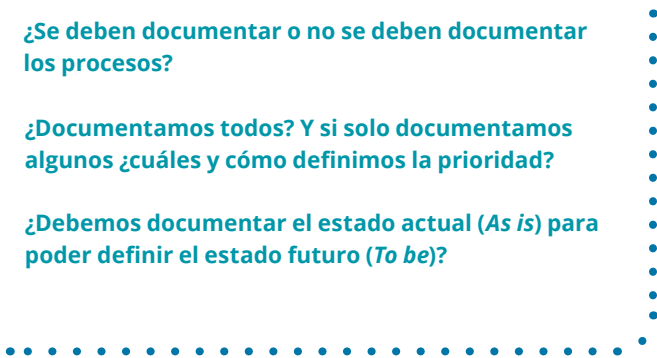 ¿Se deben documentar o no se deben documentar
los procesos?
¿Documentamos todos? Y si solo documentamos
algunos ¿cuáles y cómo definimos la prioridad?
¿Debemos documentar el estado actual (As is) para
poder definir el estado futuro (To be)?